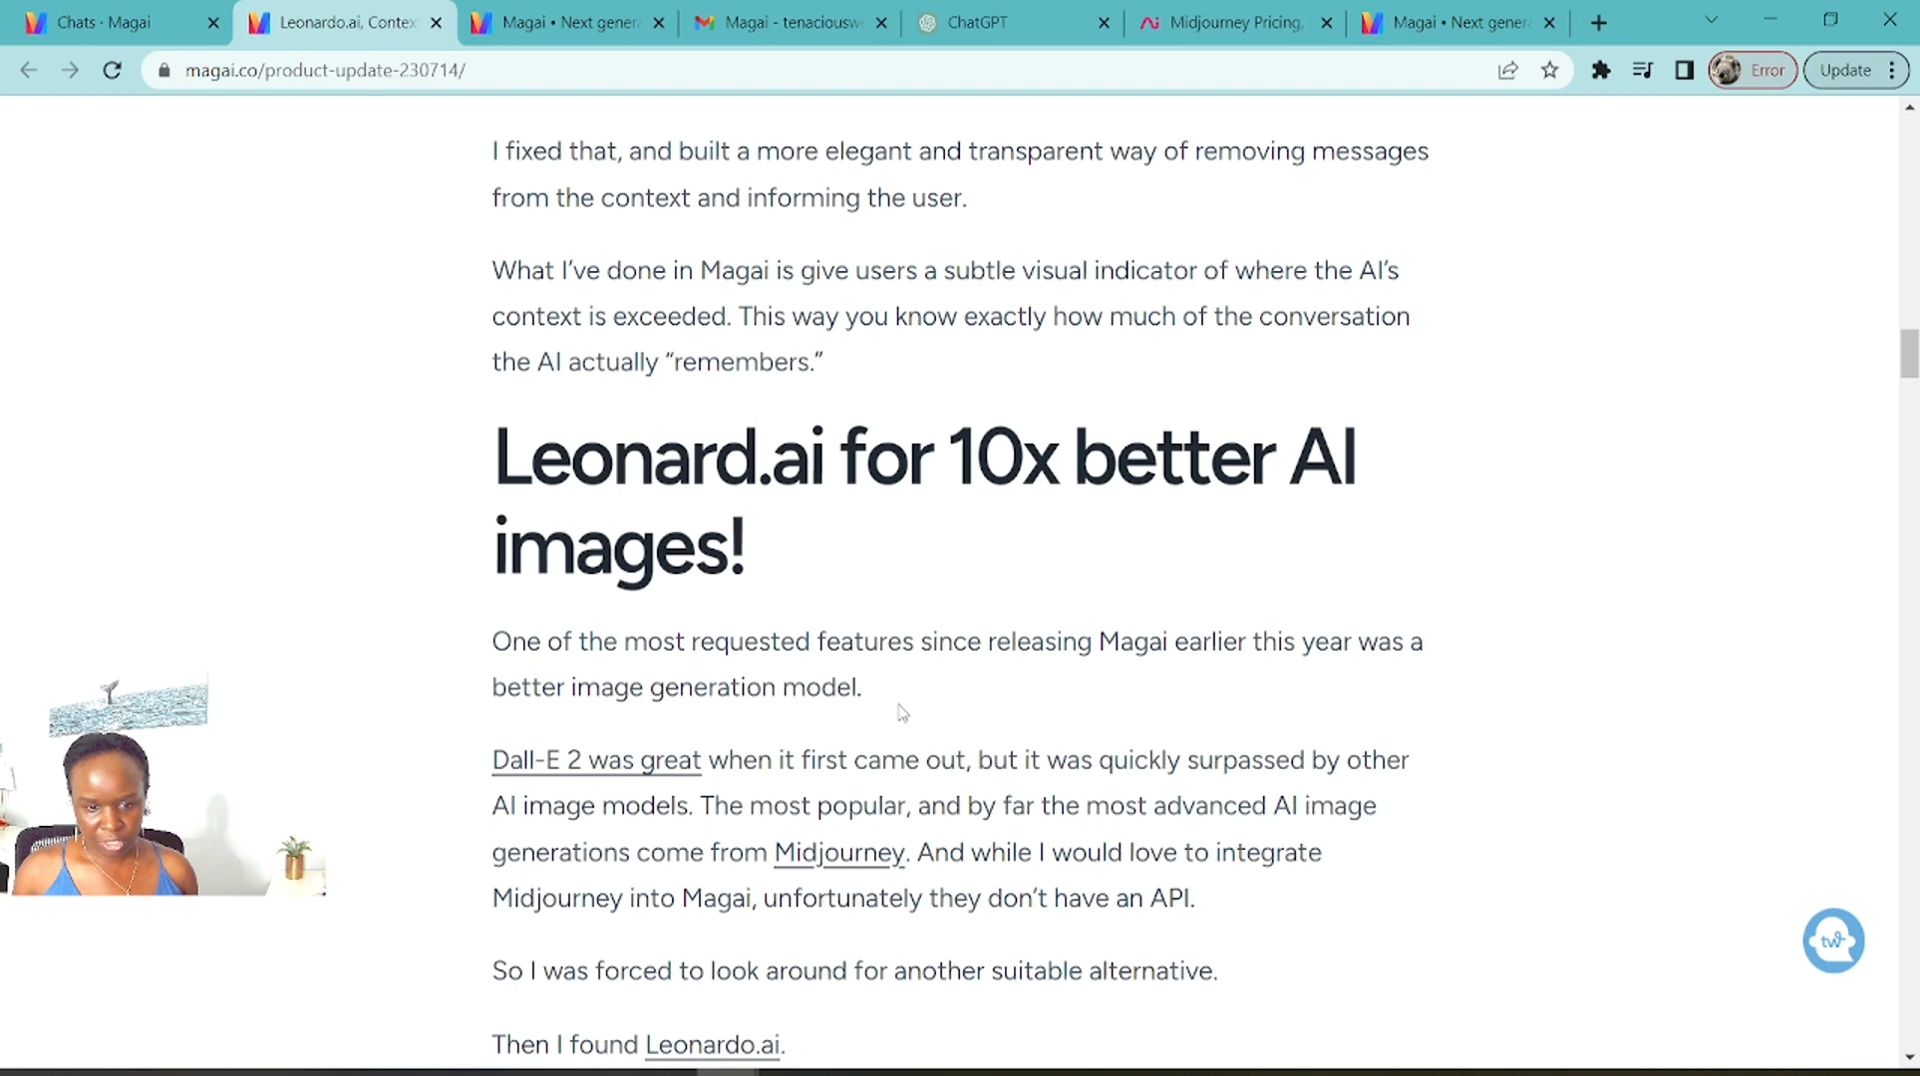 Chats · Magai
Leonardo.ai, Contex
Magai • Next genera
Magai - tenaciouswe
ChatGPT
Midjourney Pricing,
Magai • Next genera
magai.co/product-update-230714/
Error
Update
I fixed that, and built a more elegant and transparent way of removing messages
from the context and informing the user.
What I’ve done in Magai is give users a subtle visual indicator of where the AI’s
context is exceeded. This way you know exactly how much of the conversation
the AI actually “remembers.”
Leonard.ai for 10x better AI
images!
One of the most requested features since releasing Magai earlier this year was a
better image generation model.
Dall-E 2 was great when it first came out, but it was quickly surpassed by other
AI image models. The most popular, and by far the most advanced AI image
generations come from Midjourney. And while I would love to integrate
Midjourney into Magai, unfortunately they don’t have an API.
tw
So I was forced to look around for another suitable alternative.
Then I found Leonardo.ai.